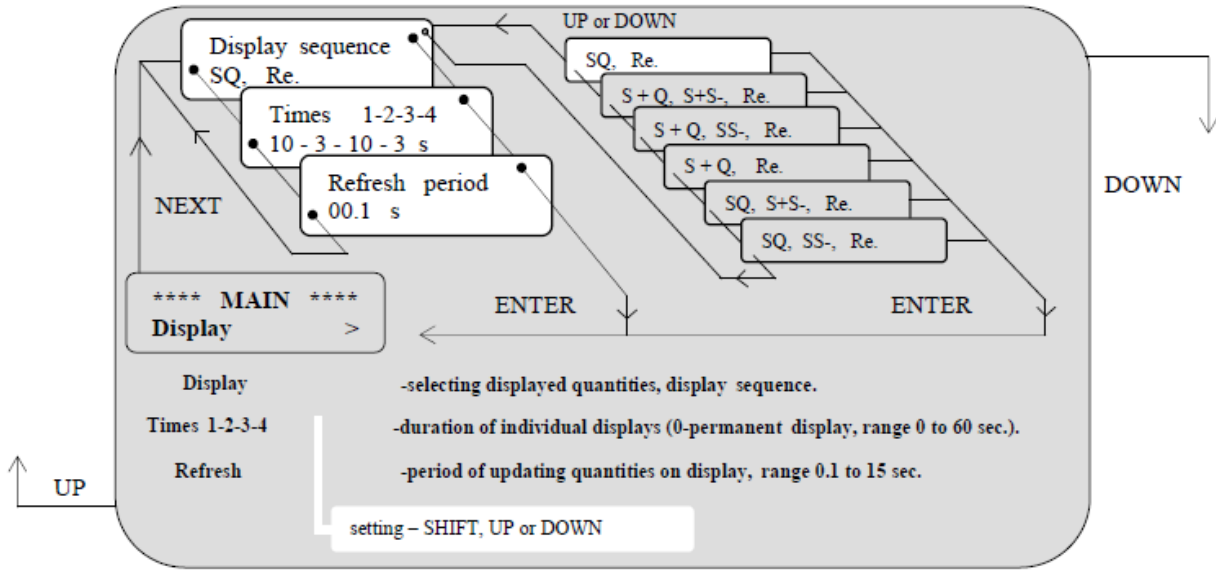 UP or DOWN
Display sequence
SQ, Re.
Times 1-2-3-4
10 - 3 - 10 - 3 s
Refresh period
00.1 s
SQ, Re.
S + Q, S+S-, Re.
S + Q, SS-, Re.
S + Q, Re.
SQ, S+S-, Re.
SQ, SS-, Re.
NEXT
DOWN
**** MAIN ****
Display >
ENTER
ENTER
Display -selecting displayed quantities, display sequence.
Times 1-2-3-4 -duration of individual displays (0-permanent display, range 0 to 60 sec.).
Refresh -period of updating quantities on display, range 0.1 to 15 sec.
UP
setting – SHIFT, UP or DOWN